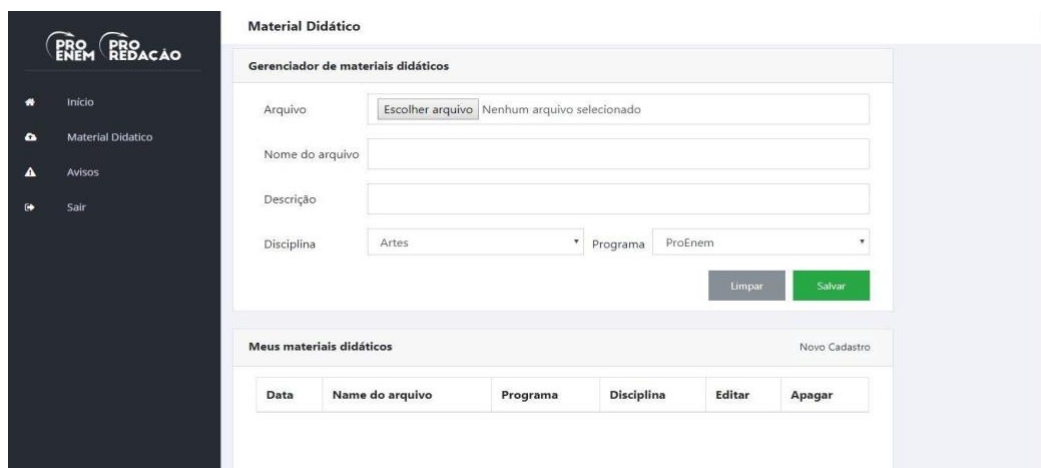 PRO ENEM PRO REDAÇÃO
Início
Material Didatico
Avisos
Sair
Material Didático
Gerenciador de materiais didáticos
Arquivo Escolher arquivo Nenhum arquivo selecionado
Nome do arquivo
Descrição
Disciplina Artes Programa ProEnem
Limpar Salvar
Meus materiais didáticos Novo Cadastro
Data Name do arquivo Programa Disciplina Editar Apagar